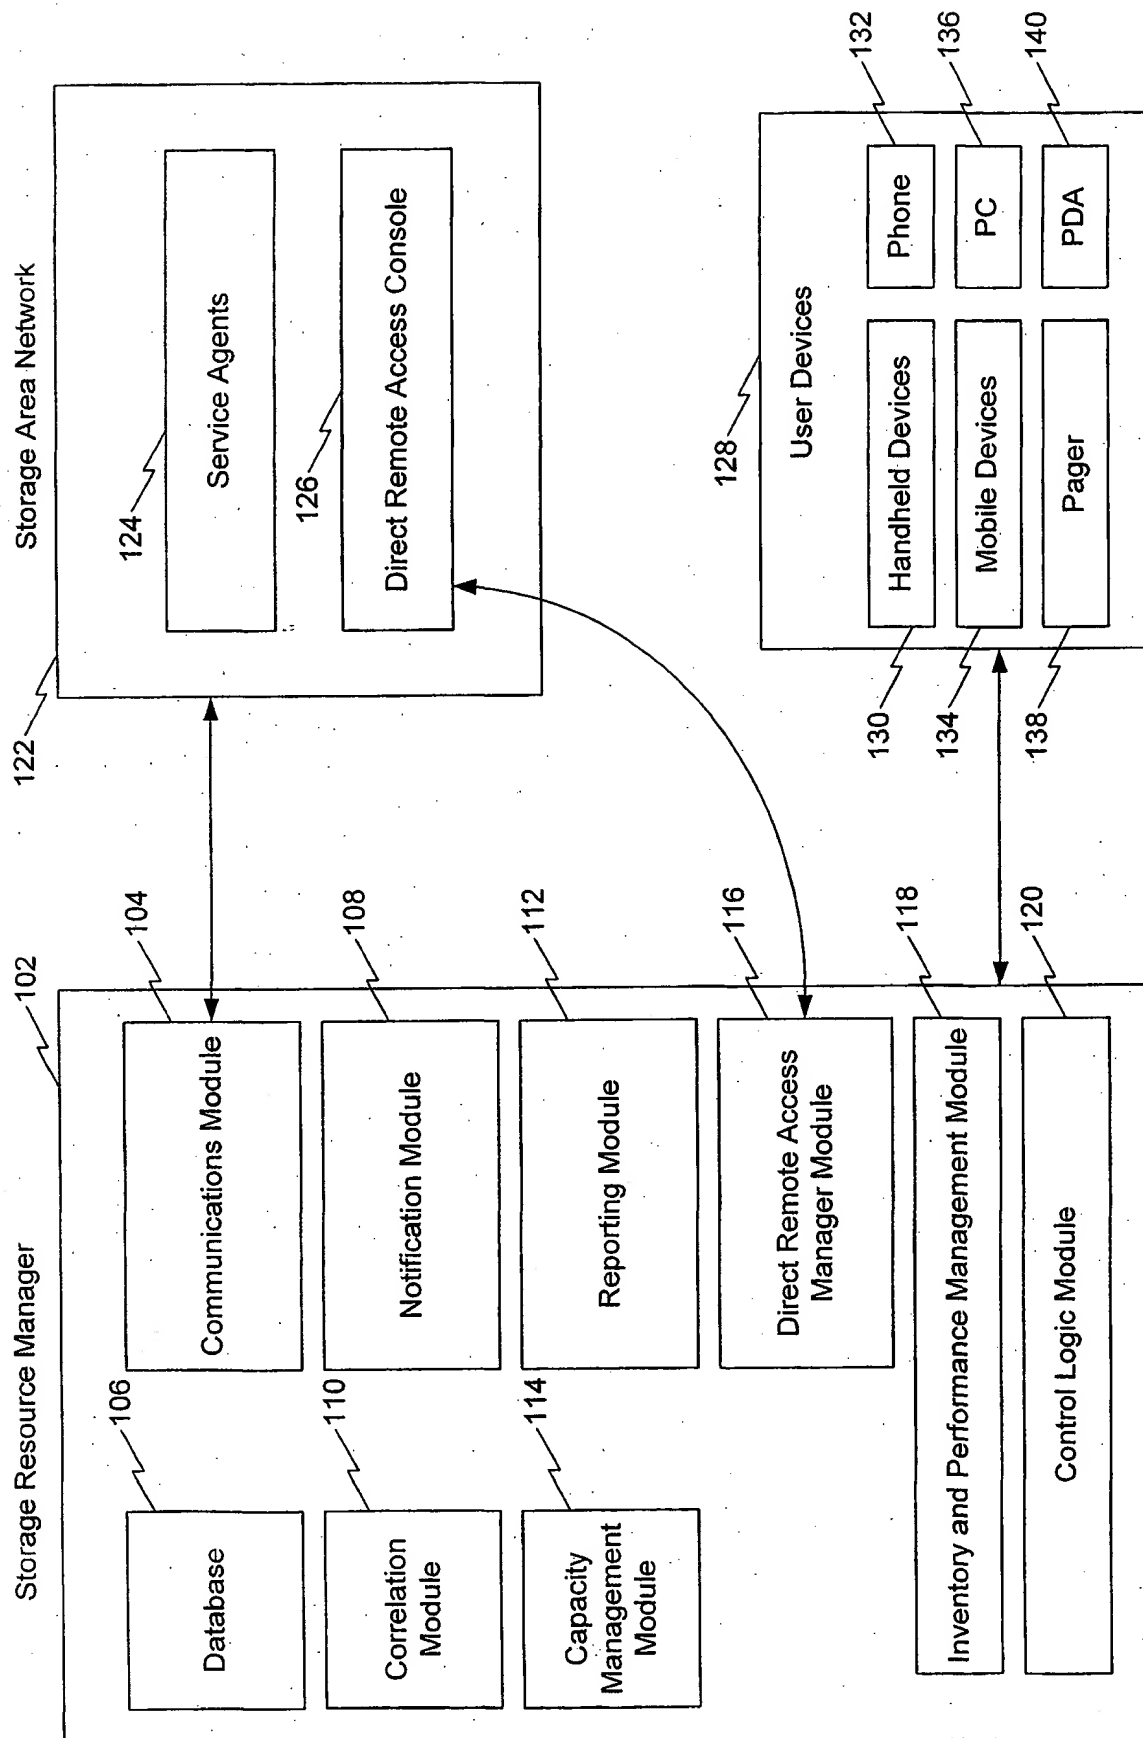 Storage Resource Manager
102
Database
106
Communications Module
104
Correlation
Module
110
Notification Module
108
Capacity
Management
Module
114
Reporting Module
112
Direct Remote Access
Manager Module
116
Inventory and Performance Management Module
118
Control Logic Module
120
Storage Area Network
122
Service Agents
124
Direct Remote Access Console
126
User Devices
128
Handheld Devices
130
Phone
132
Mobile Devices
134
PC
136
Pager
138
PDA
140